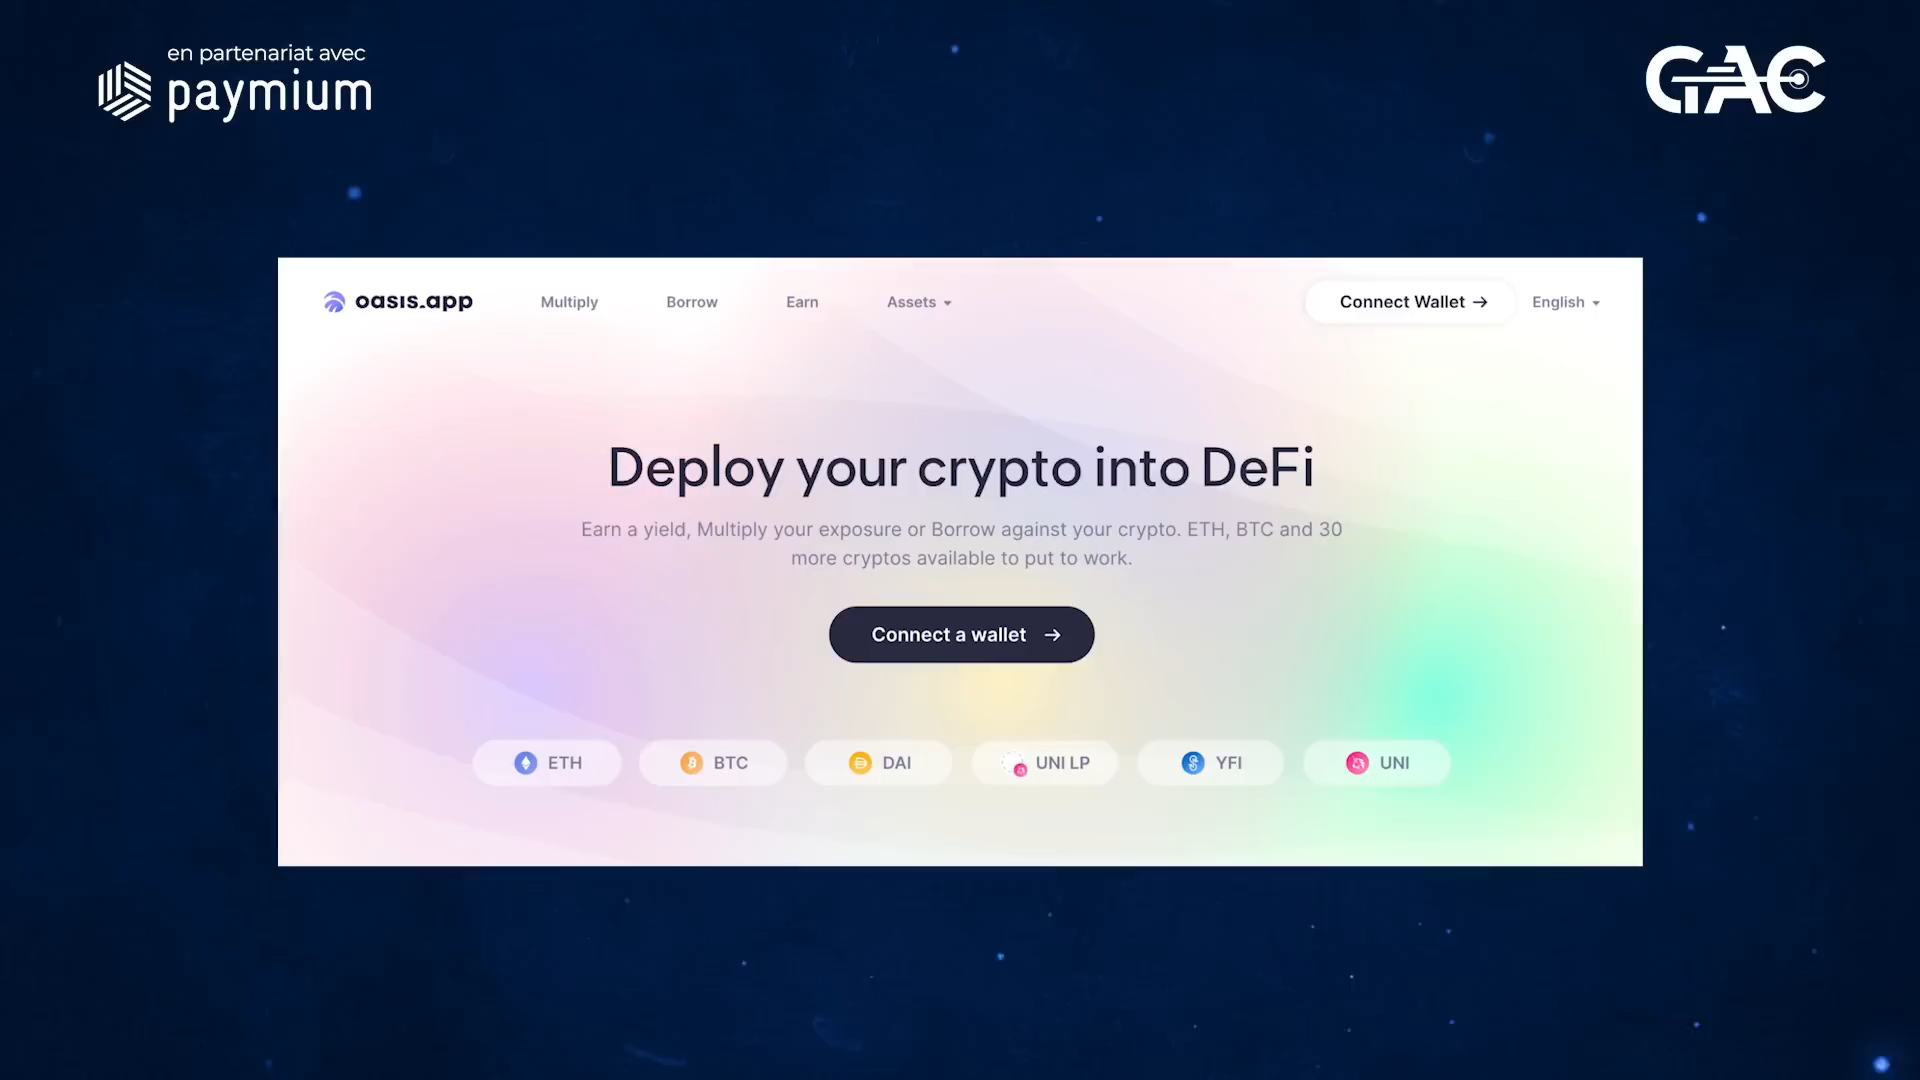 en partenariat avec
paymium
GAC
oasis.app
Multiply
Borrow
Earn
Assets
Connect Wallet →
English
Deploy your crypto into DeFi
Earn a yield, Multiply your exposure or Borrow against your crypto. ETH, BTC and 30
more cryptos available to put to work.
Connect a wallet →
ETH
BTC
DAI
UNI LP
YFI
UNI